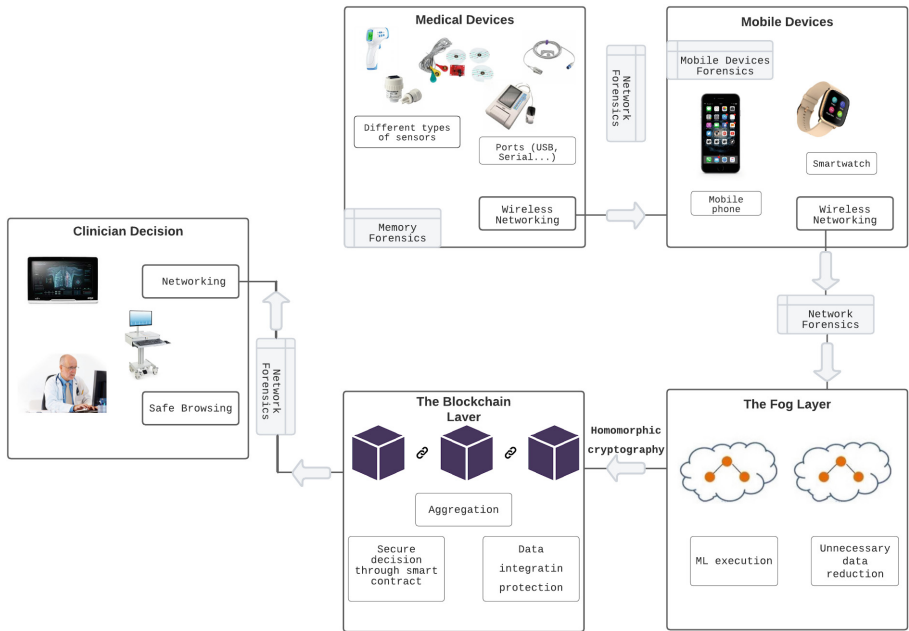 Medical Devices
Different types
of sensors
Ports (USB,
Serial...)
Memory
Forensics
Wireless
Networking
Network
Forensics
Mobile Devices
Mobile Devices
Forensics
Mobile
phone
Smartwatch
Wireless
Networking
Network
Forensics
The Fog Layer
ML execution
Unnecessary
data
reduction
Homomorphic
cryptography
The Blockchain
Layer
Aggregation
Secure
decision
through smart
contract
Data
integratin
protection
Network
Forensics
Clinician Decision
Networking
Safe Browsing